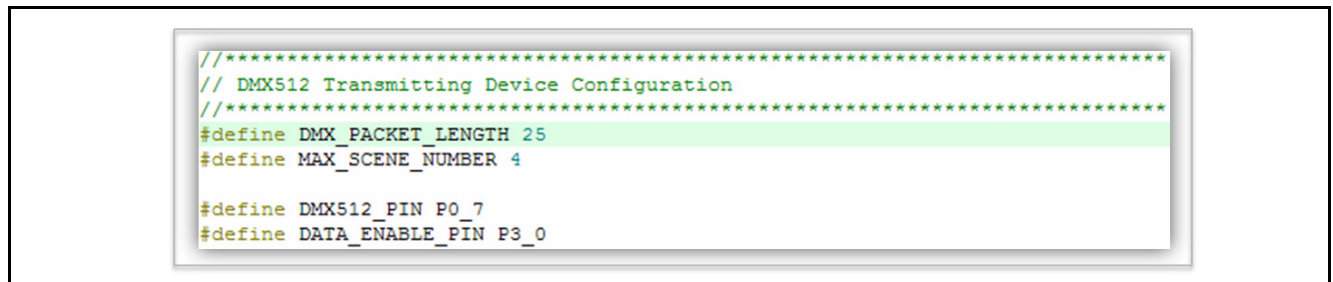 //*****************************************************************************
// DMX512 Transmitting Device Configuration
//*****************************************************************************
#define DMX_PACKET_LENGTH 25
#define MAX_SCENE_NUMBER 4
#define DMX512_PIN P0_7
#define DATA_ENABLE_PIN P3_0